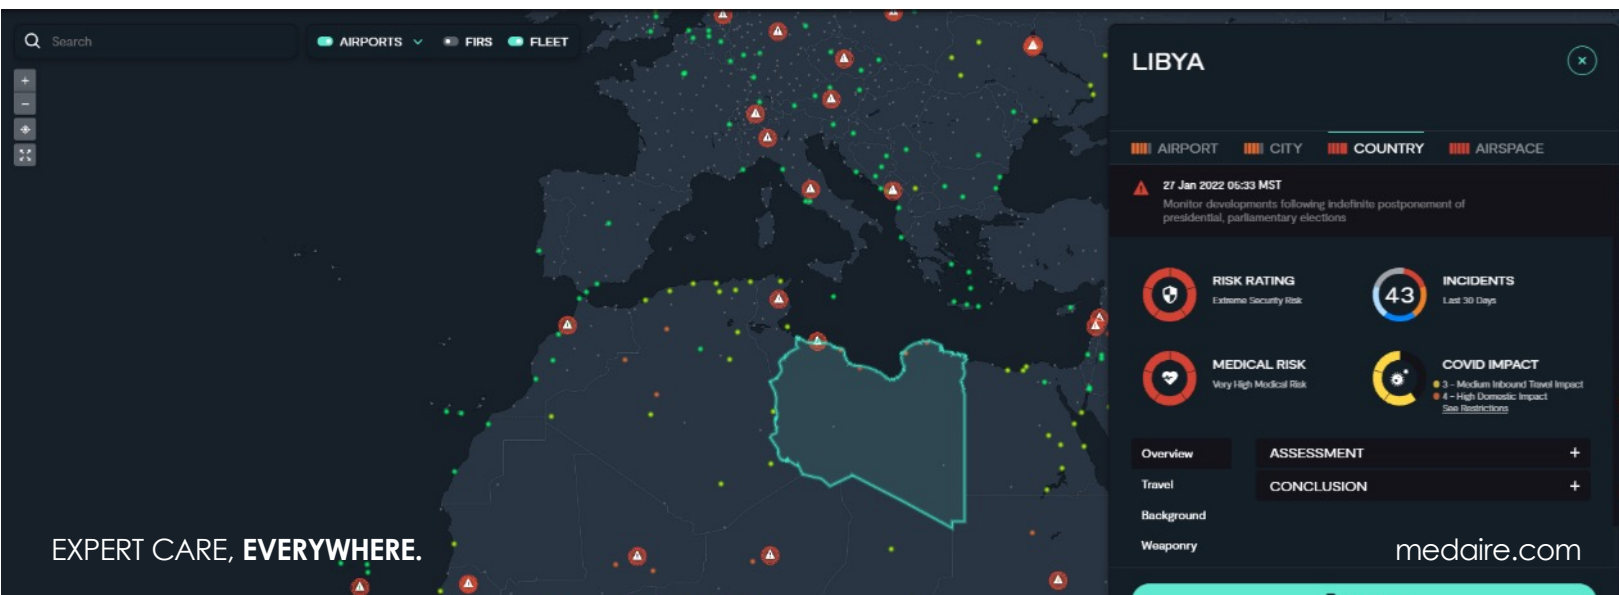 Search
AIRPORTS
FIRS
FLEET
LIBYA
AIRPORT
CITY
COUNTRY
AIRSPACE
27 Jan 2022 05:33 MST
Monitor developments following indefinite postponement of
presidential, parliamentary elections
RISK RATING
Extreme Security Risk
43
INCIDENTS
Last 30 Days
MEDICAL RISK
Very High Medical Risk
COVID IMPACT
3 - Medium Inbound Travel Impact
4 - High Domestic Impact
See Restrictions
Overview
Travel
Background
Weaponry
ASSESSMENT
CONCLUSION
EXPERT CARE, EVERYWHERE.
medaire.com